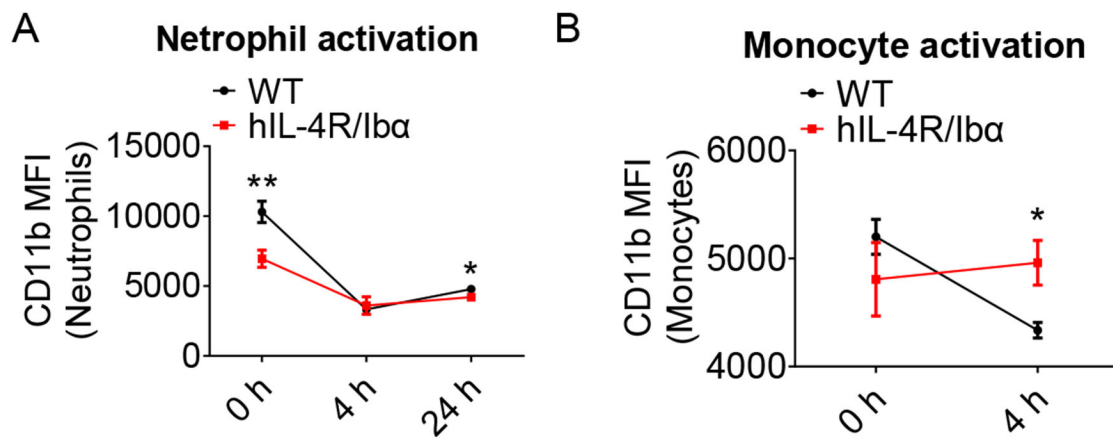 A
Netrophil activation
WT
hIL-4R/Ibα
CD11b MFI
(Neutrophils)
15000
10000
5000
0
**
*
0 h
4 h
24 h
B
Monocyte activation
WT
hIL-4R/Ibα
CD11b MFI
(Monocytes)
6000
5000
4000
*
0 h
4 h